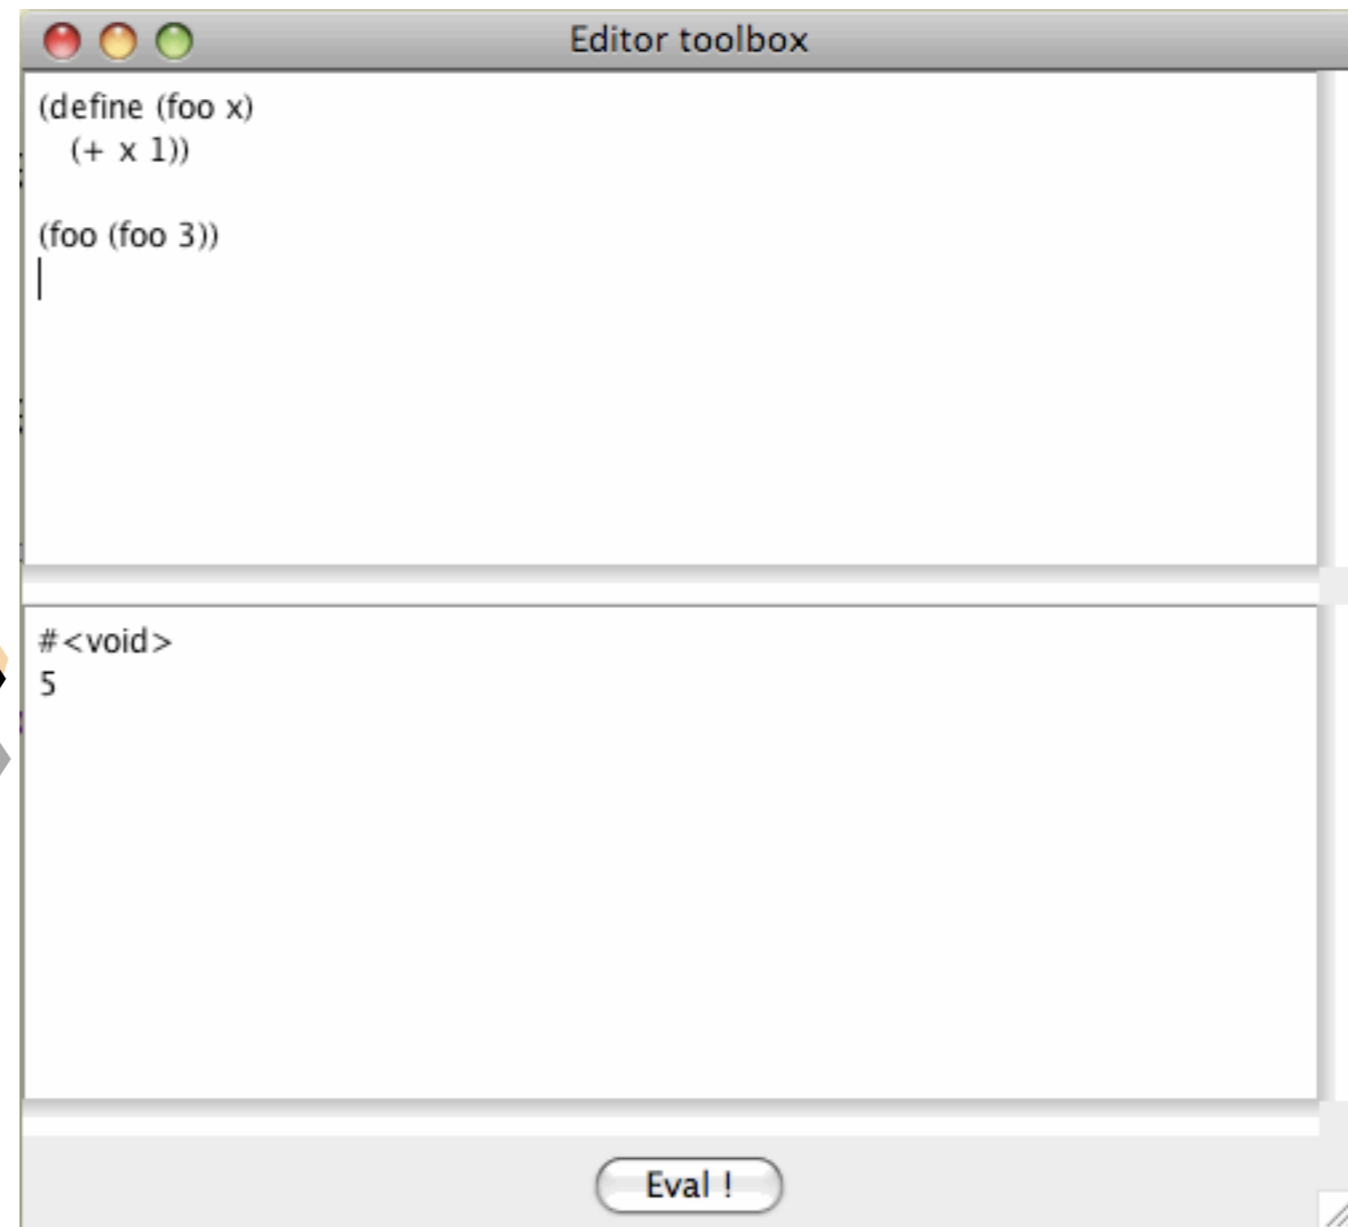 Editor toolbox
(define (foo x)
(+ x 1))
(foo (foo 3))
#<void>
5
Eval !